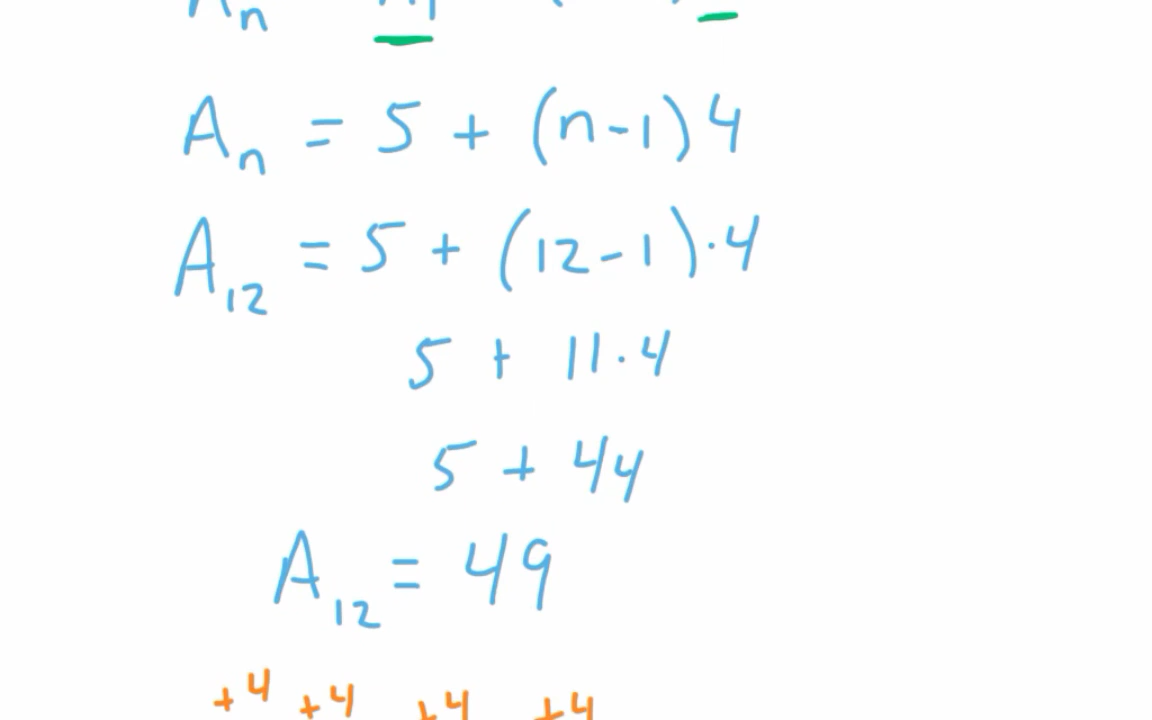 An
An = 5 + (n-1)4
A12 = 5 + (12-1)·4
5 + 11·4
5 + 44
A12 = 49
+4 +4 +4 +4